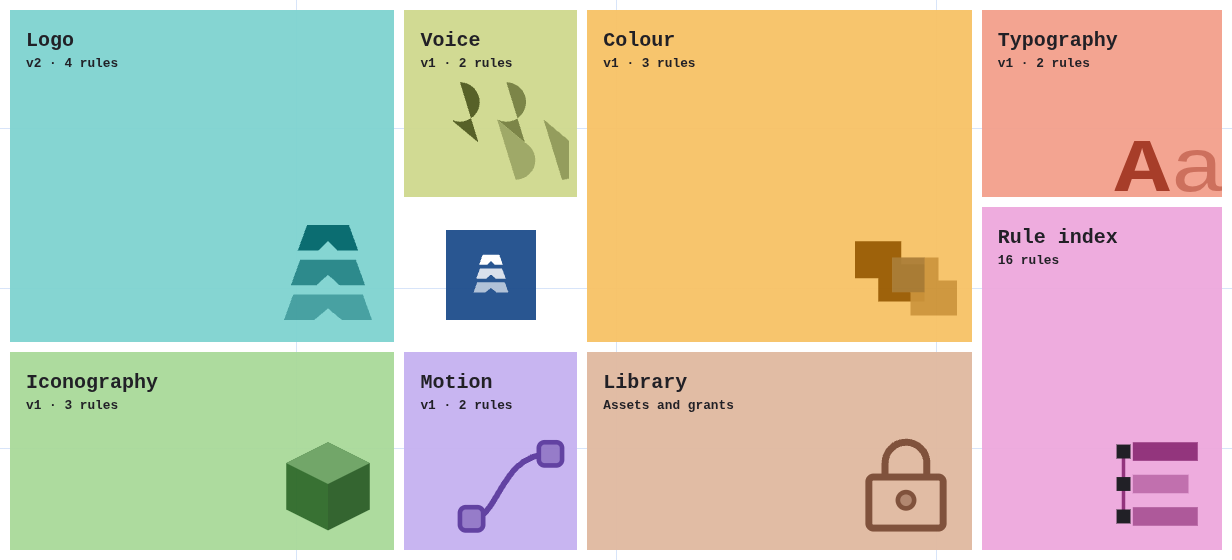 Logo
v2 · 4 rules
Voice
v1 · 2 rules
Colour
v1 · 3 rules
Typography
v1 · 2 rules
Aa
Rule index
16 rules
Iconography
v1 · 3 rules
Motion
v1 · 2 rules
Library
Assets and grants